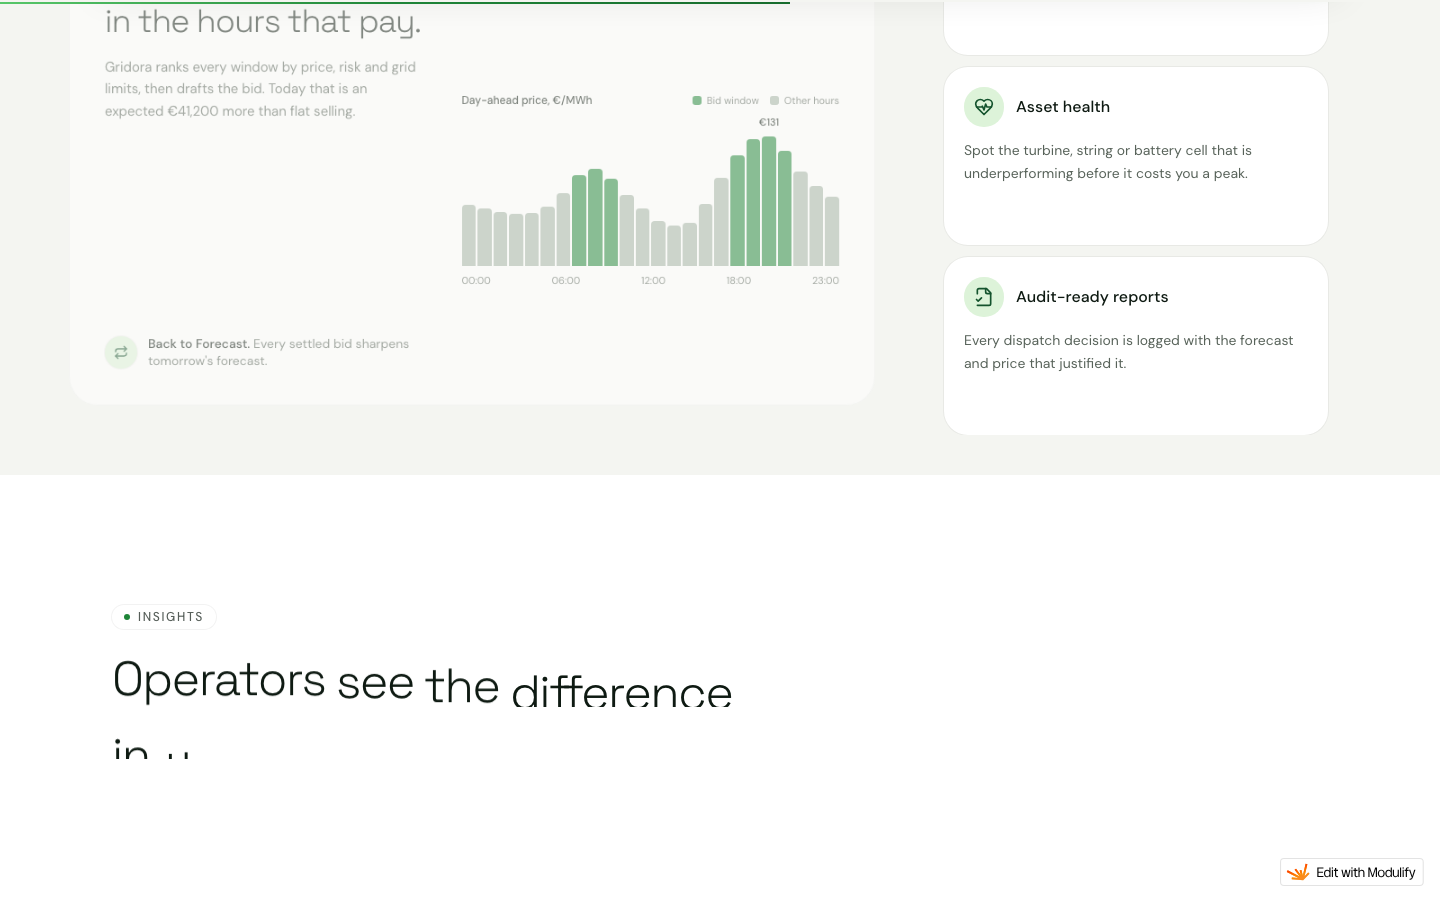 in the hours that pay.
Gridora ranks every window by price, risk and grid
limits, then drafts the bid. Today that is an
expected €41,200 more than flat selling.
Day-ahead price, €/MWh
Bid window
Other hours
€131
00:00
06:00
12:00
18:00
23:00
Back to Forecast. Every settled bid sharpens
tomorrow's forecast.
Asset health
Spot the turbine, string or battery cell that is
underperforming before it costs you a peak.
Audit-ready reports
Every dispatch decision is logged with the forecast
and price that justified it.
INSIGHTS
Operators see the difference
in
Edit with Modulify